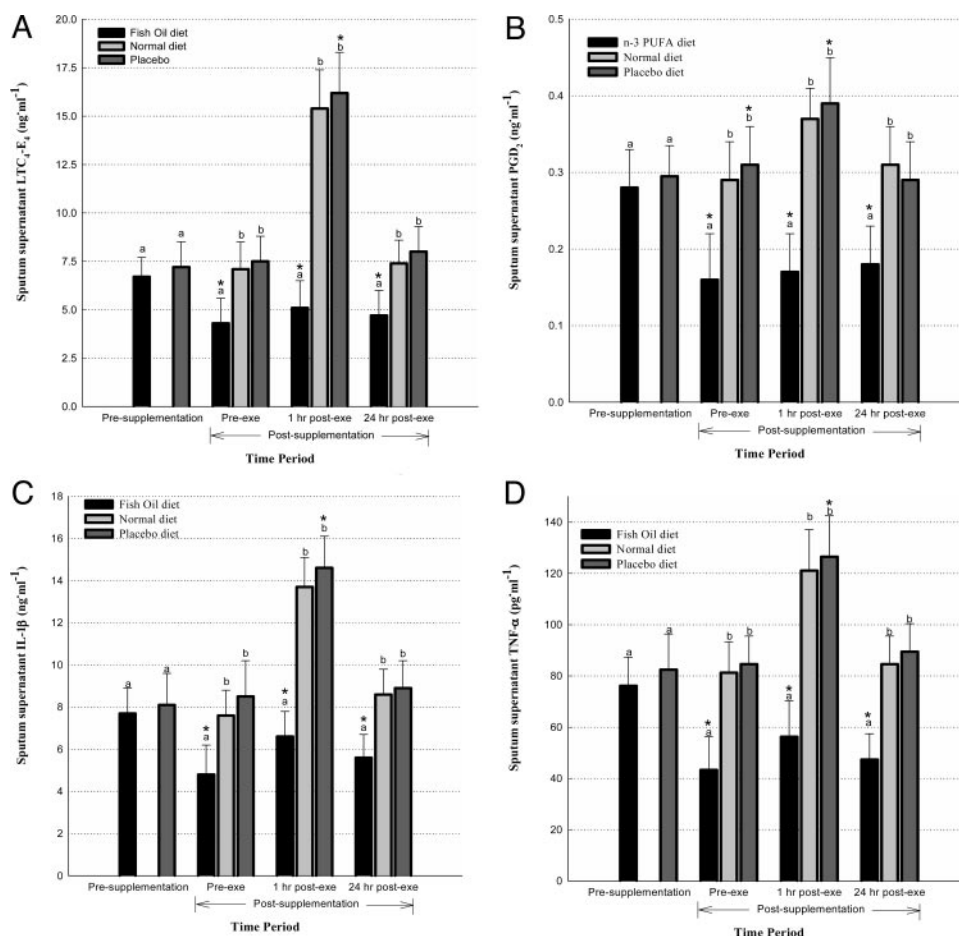 A
Fish Oil diet
Normal diet
Placebo
Sputum supernatant LTC4-E4 (ng·ml-1)
20.0
17.5
15.0
12.5
10.0
7.5
5.0
2.5
0.0
a
a
*
a
b
b
*
a
b
*
b
*
a
b
b
Pre-supplementation
Pre-exe
1 hr post-exe
24 hr post-exe
Post-supplementation
Time Period
B
n-3 PUFA diet
Normal diet
Placebo diet
Sputum supernatant PGD2 (ng·ml-1)
0.5
0.4
0.3
0.2
0.1
0.0
a
a
*
a
b
*
b
*
a
b
*
b
*
a
b
b
Pre-supplementation
Pre-exe
1 hr post-exe
24 hr post-exe
Post-supplementation
Time Period
C
Fish Oil diet
Normal diet
Placebo diet
Sputum supernatant IL-1β (ng·ml-1)
18
16
14
12
10
8
6
4
2
0
a
a
*
a
b
b
*
a
b
*
b
*
a
b
b
Pre-supplementation
Pre-exe
1 hr post-exe
24 hr post-exe
Post-supplementation
Time Period
D
Fish Oil diet
Normal diet
Placebo diet
Sputum supernatant TNF-α (pg·ml-1)
140
120
100
80
60
40
20
0
a
a
*
a
b
b
*
a
b
*
b
*
a
b
b
Pre-supplementation
Pre-exe
1 hr post-exe
24 hr post-exe
Post-supplementation
Time Period